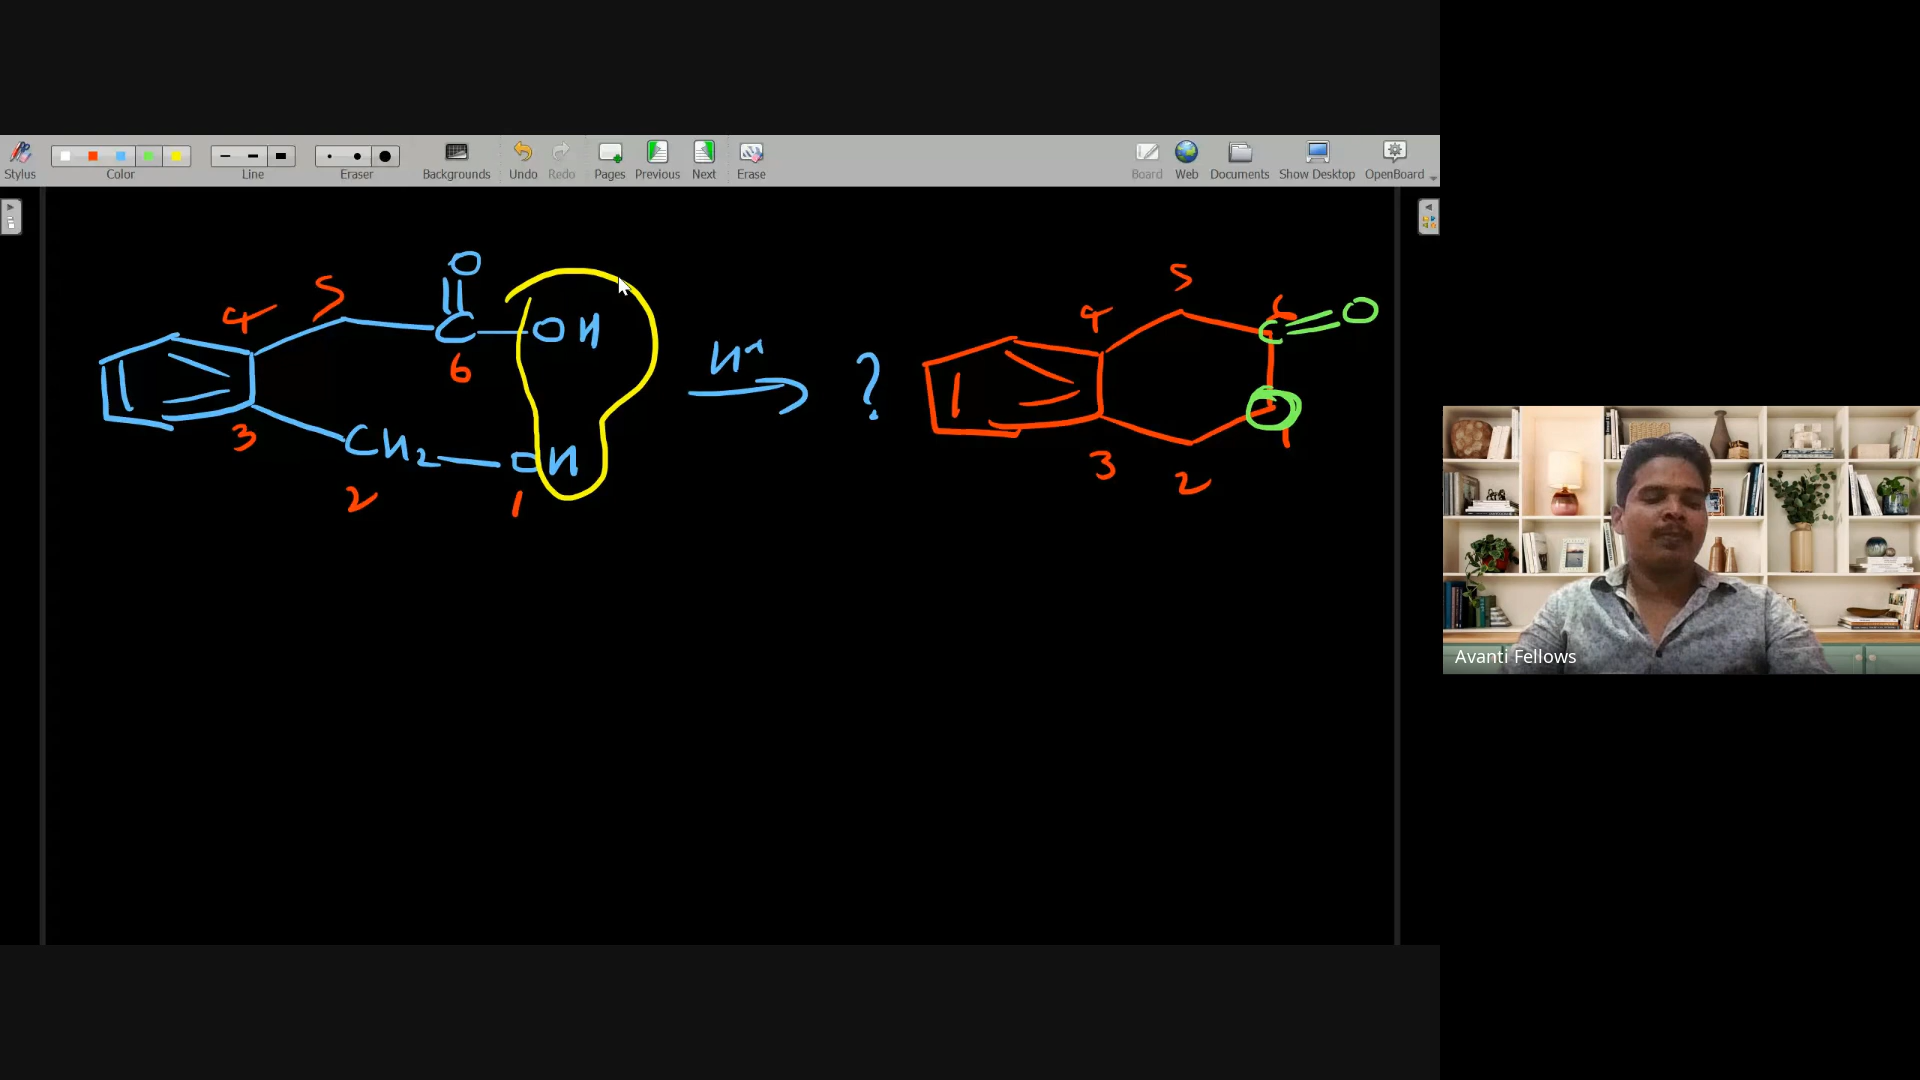 Stylus Color Line Eraser Backgrounds Undo Redo Pages Previous Next Erase Board Web Documents Show Desktop OpenBoard
O
4 5 C OH
6
3 CH2 OH
2 1
H+ ?
5
4 6 C O
O
3 2 1
Avanti Fellows